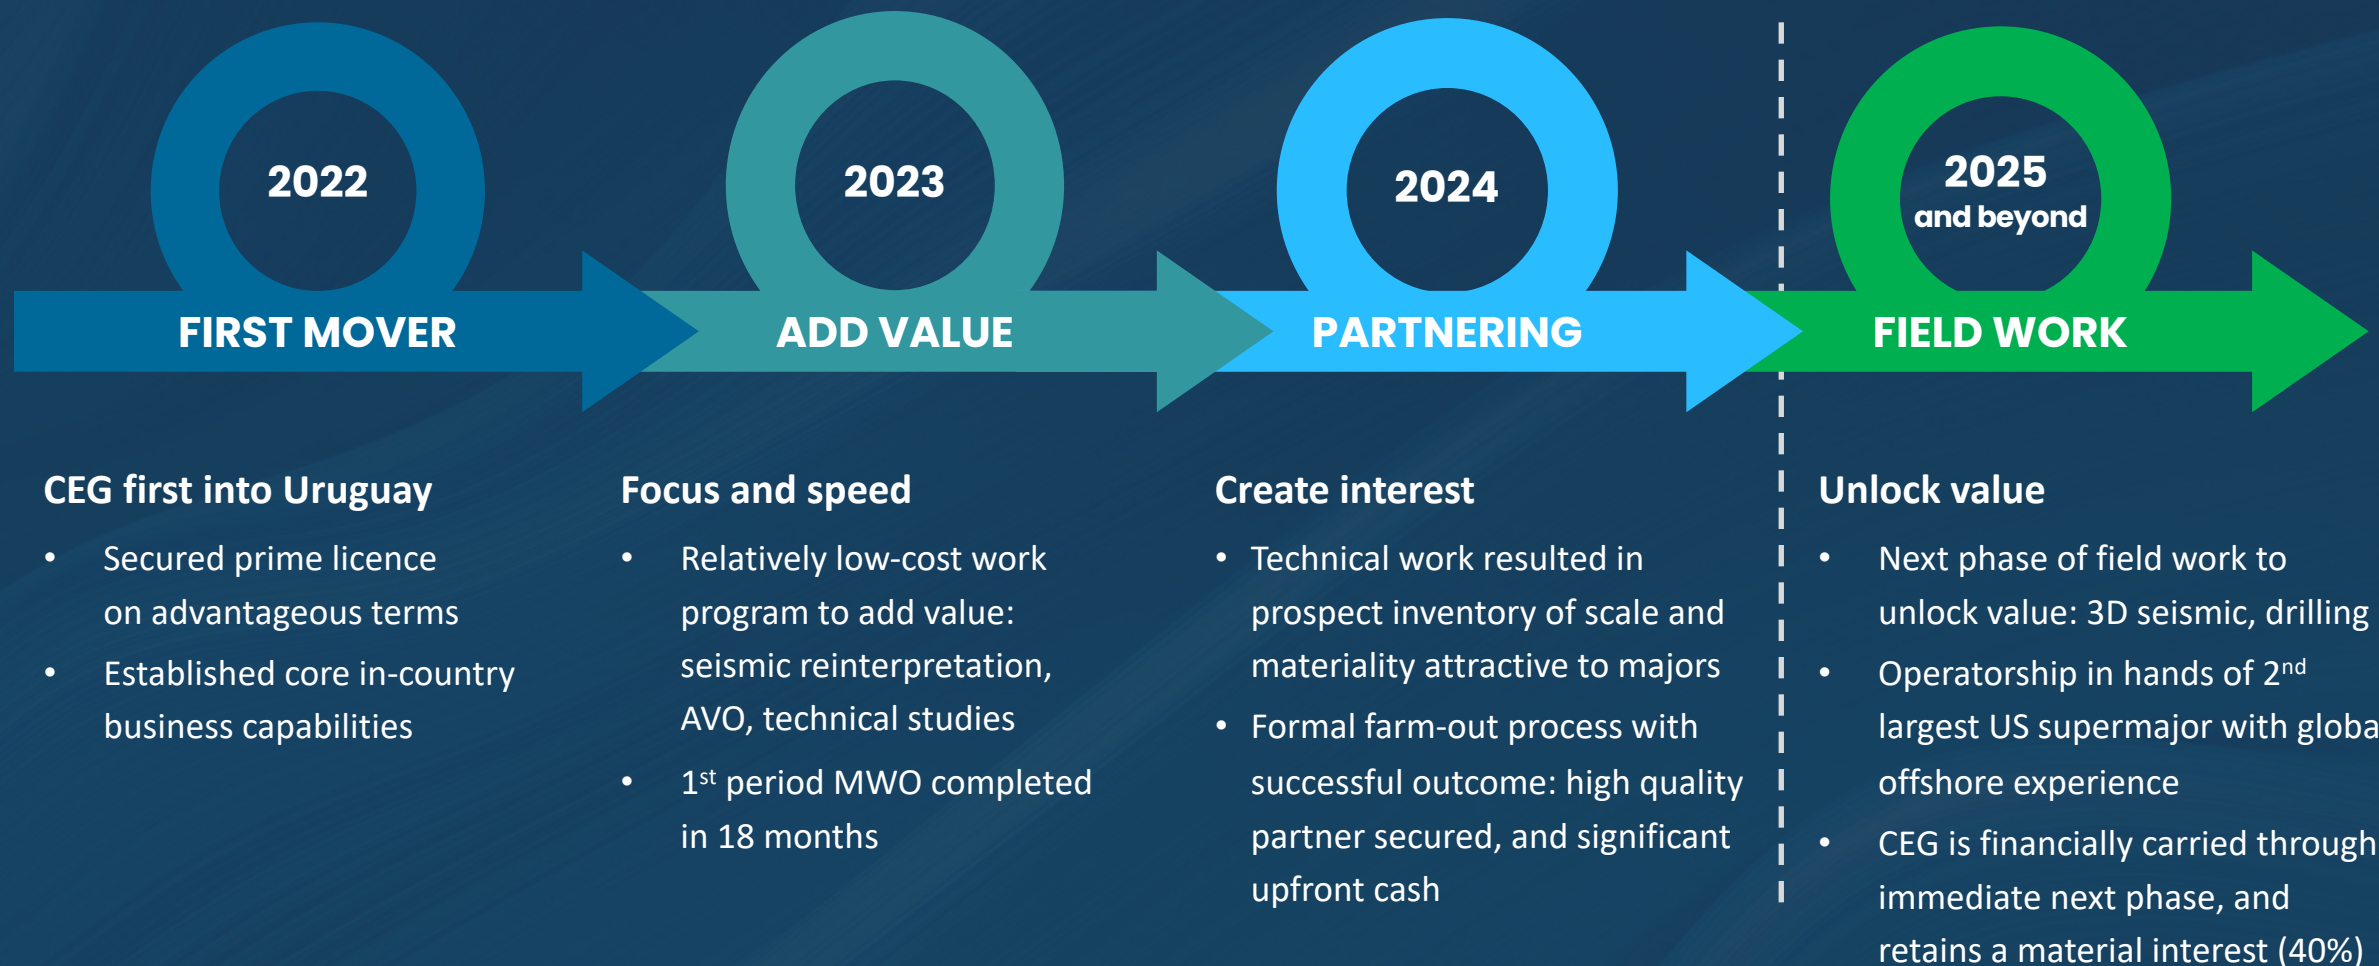 2022
FIRST MOVER
CEG first into Uruguay
• Secured prime licence
on advantageous terms
• Established core in-country
business capabilities
2023
ADD VALUE
Focus and speed
• Relatively low-cost work
program to add value:
seismic reinterpretation,
AVO, technical studies
• 1st period MWO completed
in 18 months
2024
PARTNERING
Create interest
• Technical work resulted in
prospect inventory of scale and
materiality attractive to majors
• Formal farm-out process with
successful outcome: high quality
partner secured, and significant
upfront cash
2025
and beyond
FIELD WORK
Unlock value
• Next phase of field work to
unlock value: 3D seismic, drilling
• Operatorship in hands of 2nd
largest US supermajor with globa
offshore experience
• CEG is financially carried through
immediate next phase, and
retains a material interest (40%)